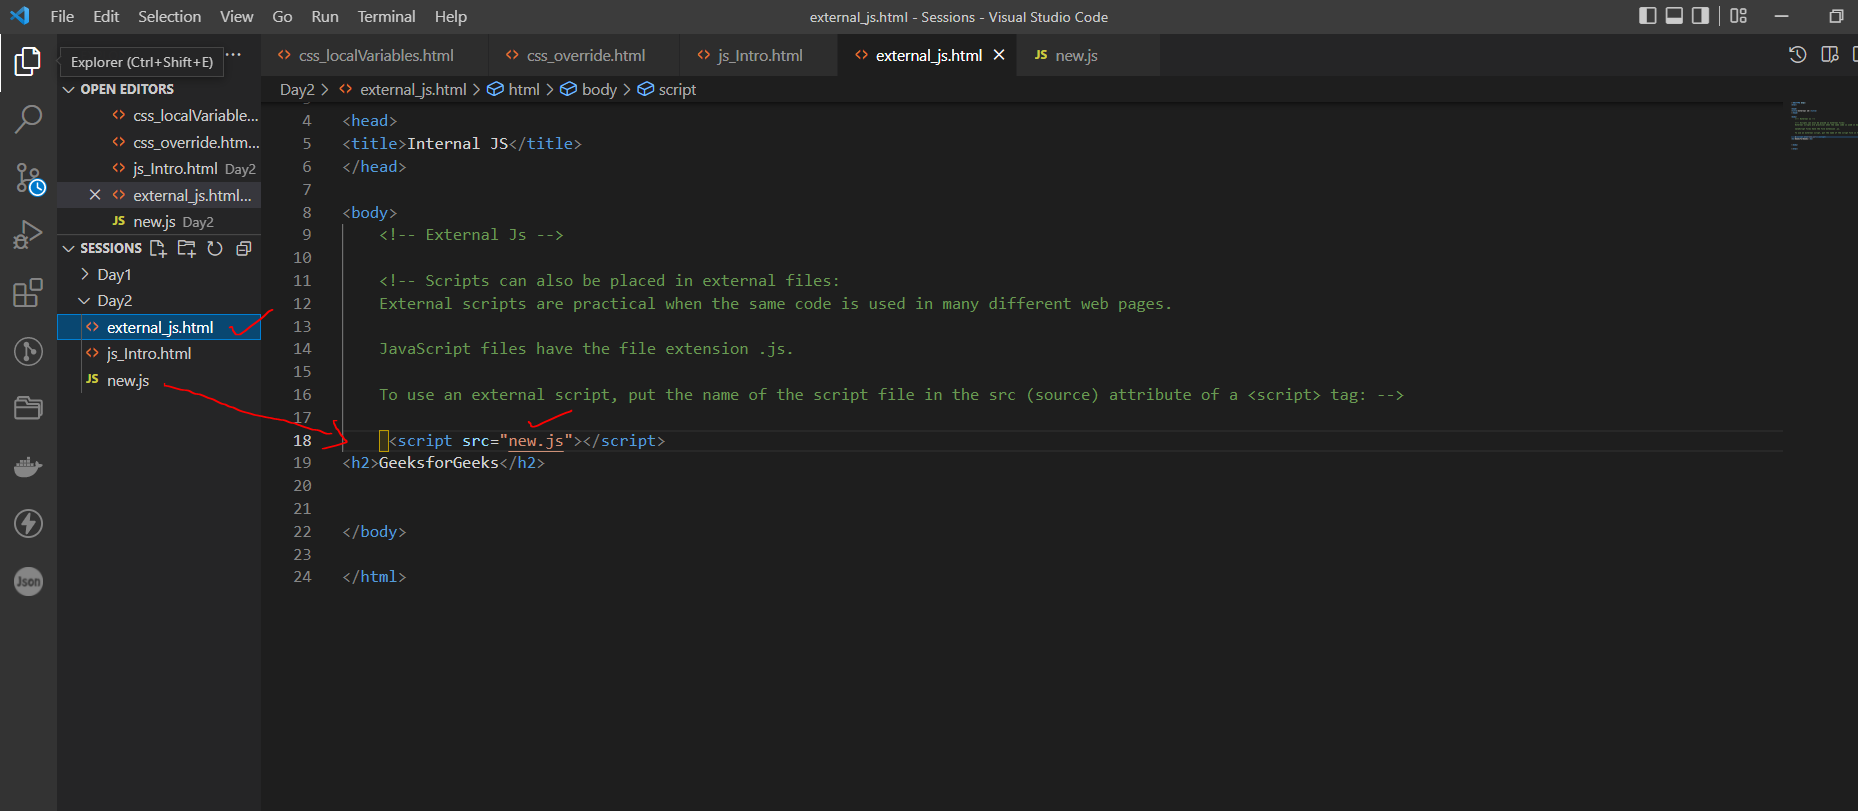 File Edit Selection View Go Run Terminal Help
external_js.html - Sessions - Visual Studio Code
Explorer (Ctrl+Shift+E)
...
OPEN EDITORS
css_localVariable...
css_override.htm...
js_Intro.html Day2
external_js.html...
JS new.js Day2
SESSIONS
Day1
Day2
external_js.html
js_Intro.html
JS new.js
Json
css_localVariables.html css_override.html js_Intro.html external_js.html JS new.js
Day2 > external_js.html > html > body > script
4 <head>
5 <title>Internal JS</title>
6 </head>
7
8 <body>
9 <!-- External Js -->
10
11 <!-- Scripts can also be placed in external files:
12 External scripts are practical when the same code is used in many different web pages.
13
14 JavaScript files have the file extension .js.
15
16 To use an external script, put the name of the script file in the src (source) attribute of a <script> tag: -->
17
18 <script src="new.js"></script>
19 <h2>GeeksforGeeks</h2>
20
21
22 </body>
23
24 </html>